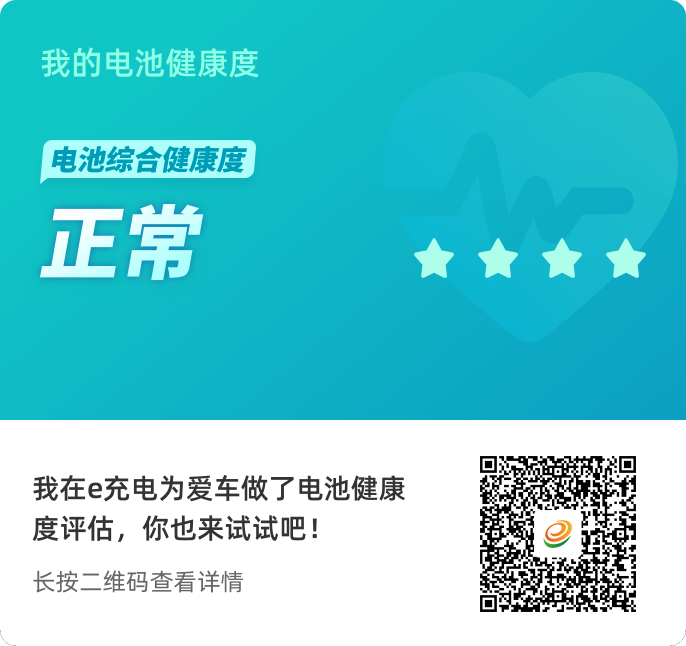 我的电池健康度
电池综合健康度
正常
我在e充电为爱车做了电池健康
度评估，你也来试试吧！
长按二维码查看详情